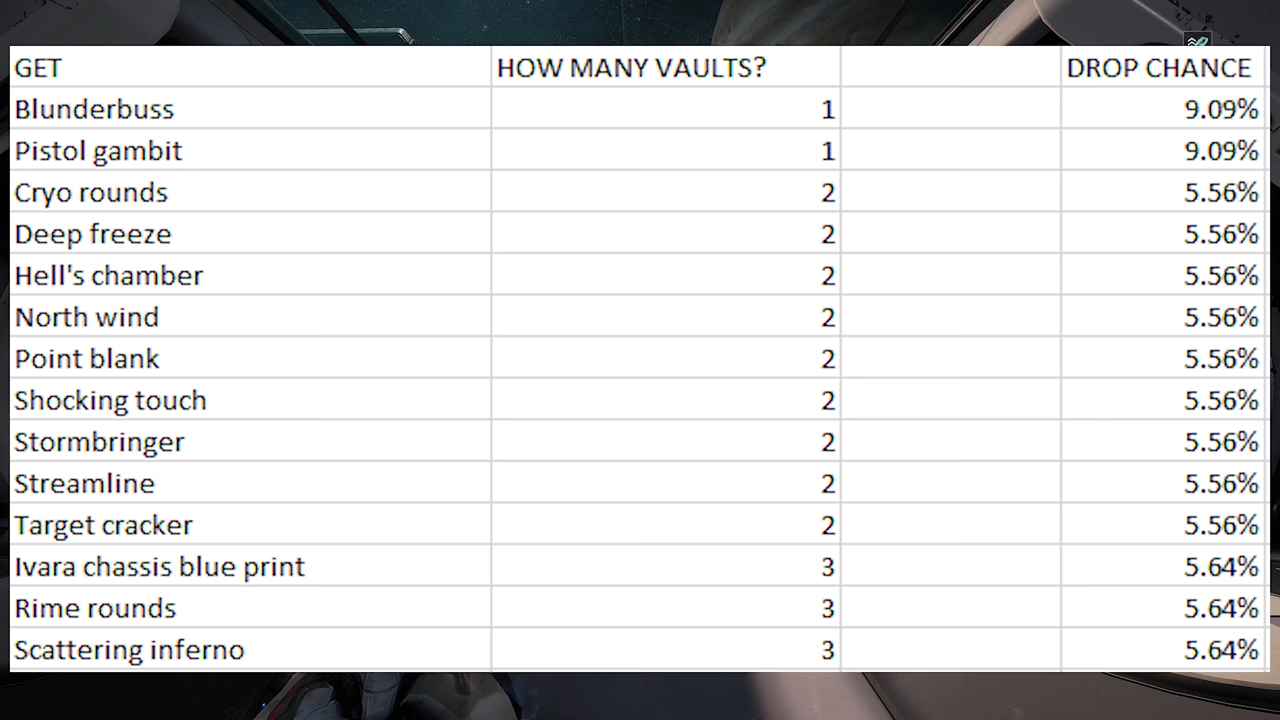 GET HOW MANY VAULTS? DROP CHANCE
Blunderbuss 1 9.09%
Pistol gambit 1 9.09%
Cryo rounds 2 5.56%
Deep freeze 2 5.56%
Hell's chamber 2 5.56%
North wind 2 5.56%
Point blank 2 5.56%
Shocking touch 2 5.56%
Stormbringer 2 5.56%
Streamline 2 5.56%
Target cracker 2 5.56%
Ivara chassis blue print 3 5.64%
Rime rounds 3 5.64%
Scattering inferno 3 5.64%